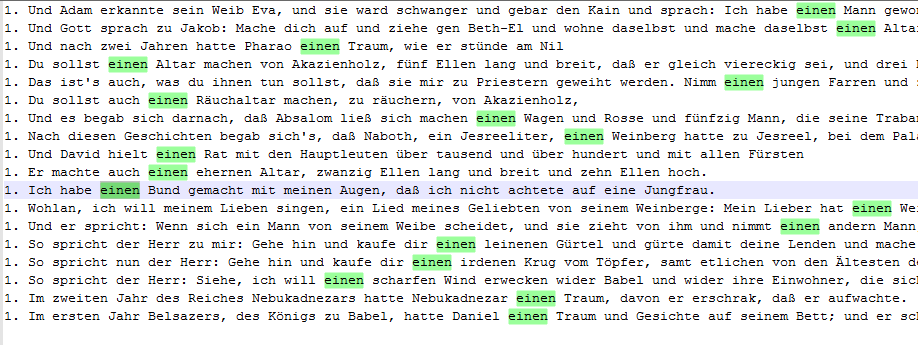 1. Und Adam erkannte sein Weib Eva, und sie ward schwanger und gebar den Kain und sprach: Ich habe einen Mann
1. Und Gott sprach zu Jakob: Mache dich auf und ziehe gen Beth-El und wohne daselbst und mache daselbst einen
1. Und nach zwei Jahren hatte Pharao einen Traum, wie er stünde am Nil
1. Du sollst einen Altar machen von Akazienholz, fünf Ellen lang und breit, daß er gleich viereckig sei, und drei
1. Das ist's auch, was du ihnen tun sollst, daß sie mir zu Priestern geweiht werden. Nimm einen jungen Farren und
1. Du sollst auch einen Räuchaltar machen, zu räuchern, von Akazienholz,
1. Und es begab sich darnach, daß Absalom ließ sich machen einen Wagen und Rosse und fünfzig Mann, die seine
1. Nach diesen Geschichten begab sich's, daß Naboth, ein Jesreeliter, einen Weinberg hatte zu Jesreel, bei dem
1. Und David hielt einen Rat mit den Hauptleuten über tausend und über hundert und mit allen Fürsten
1. Er machte auch einen ehernen Altar, zwanzig Ellen lang und breit und zehn Ellen hoch.
1. Ich habe einen Bund gemacht mit meinen Augen, daß ich nicht achtete auf eine Jungfrau.
1. Wohlan, ich will meinem Lieben singen, ein Lied meines Geliebten von seinem Weinberge: Mein Lieber hat einen
1. Und er spricht: Wenn sich ein Mann von seinem Weibe scheidet, und sie zieht von ihm und nimmt einen andern Mann
1. So spricht der Herr zu mir: Gehe hin und kaufe dir einen leinenen Gürtel und gürte damit deine Lenden und mache
1. So spricht nun der Herr: Gehe hin und kaufe dir einen irdenen Krug vom Töpfer, samt etlichen von den Ältesten
1. So spricht der Herr: Siehe, ich will einen scharfen Wind erwecken wider Babel und wider ihre Einwohner, die
1. Im zweiten Jahr des Reiches Nebukadnezars hatte Nebukadnezar einen Traum, davon er erschrak, daß er aufwachte.
1. Im ersten Jahr Belsazers, des Königs zu Babel, hatte Daniel einen Traum und Gesichte auf seinem Bett; und er